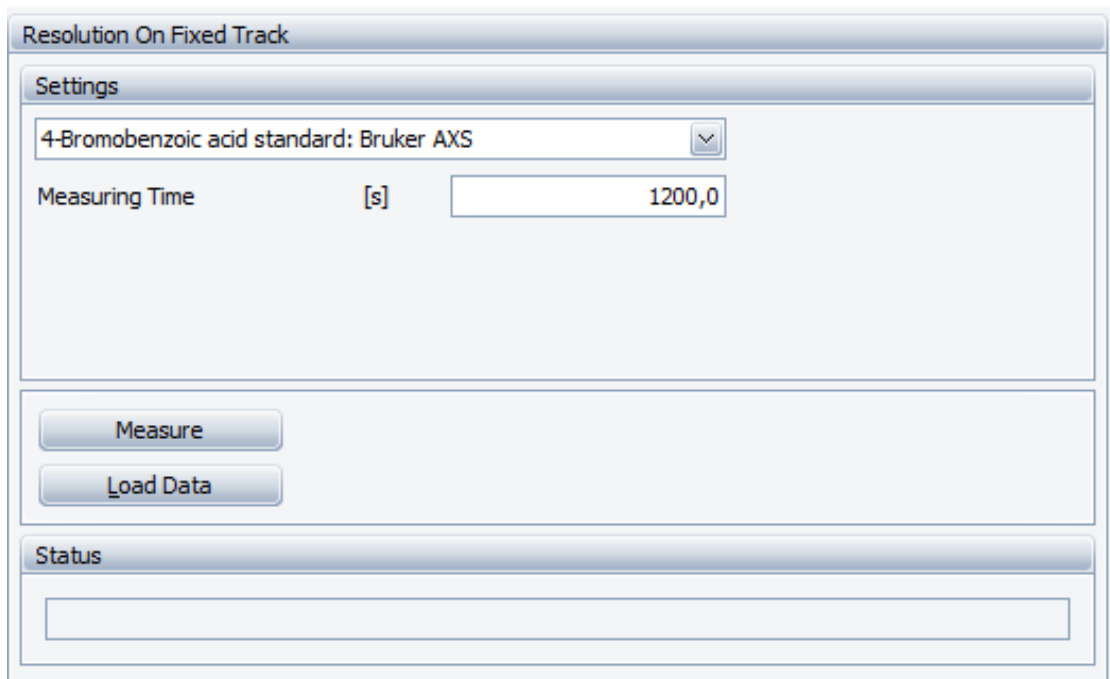 Resolution On Fixed Track
Settings
4-Bromobenzoic acid standard: Bruker AXS
Measuring Time [s] 1200,0
Measure
Load Data
Status